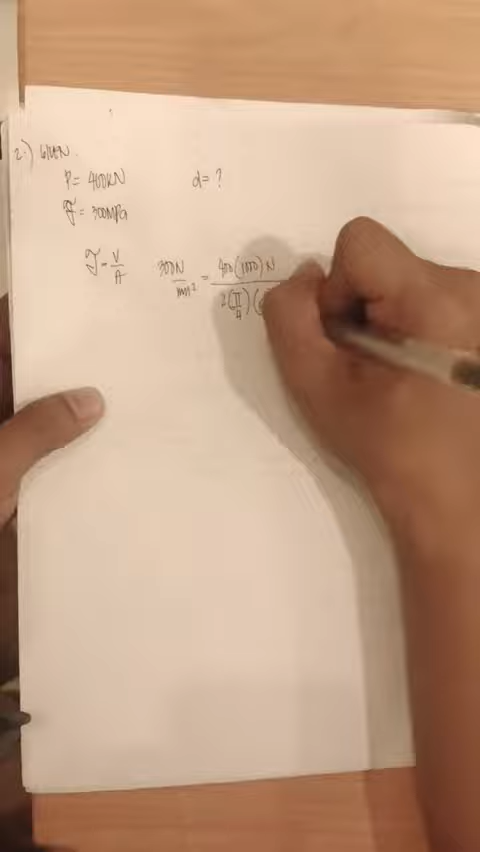 2.) GIVEN.
P = 400KN d = ?
τ = 300MPa
τ = V/A 300N/mm² = 400(1000)N / 2(π/4)(